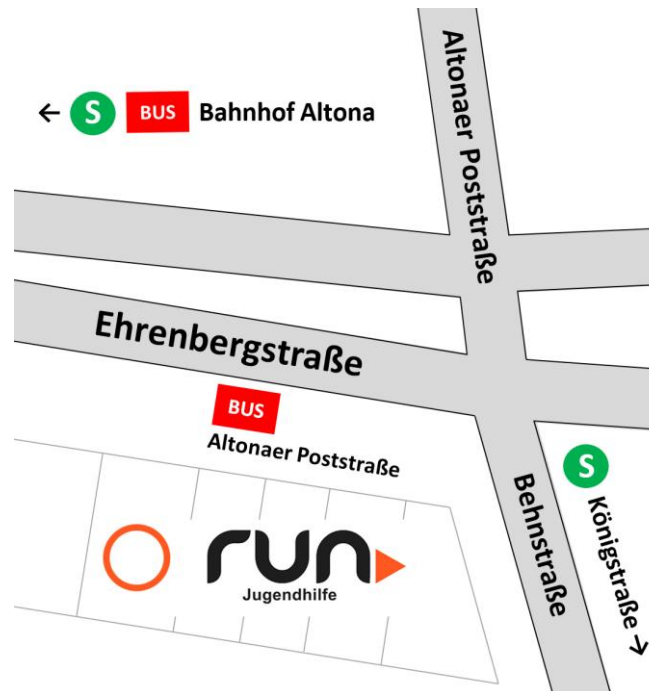 Altonaer Poststraße
← S BUS Bahnhof Altona
Ehrenbergstraße
BUS
Altonaer Poststraße
S
Königstraße →
Behnstraße
run
Jugendhilfe